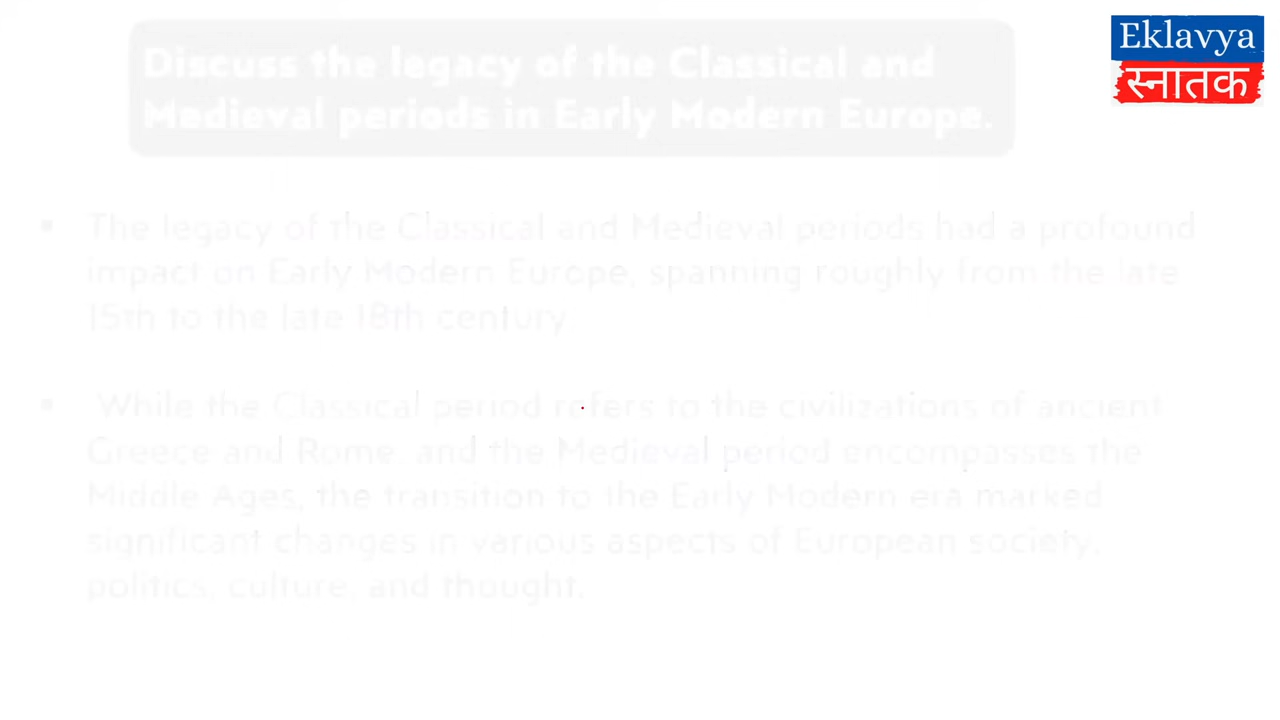 Eklavya
स्नातक
Discuss the legacy of the Classical and
Medieval periods in Early Modern Europe.
▪ The legacy of the Classical and Medieval periods had a profound
impact on Early Modern Europe, spanning roughly from the late
15th to the late 18th century
• While the Classical period refers to the civilizations of ancient
Greece and Rome, and the Medieval period encompasses the
Middle Ages, the transition to the Early Modern era marked
significant changes in various aspects of European society,
politics, culture, and thought.